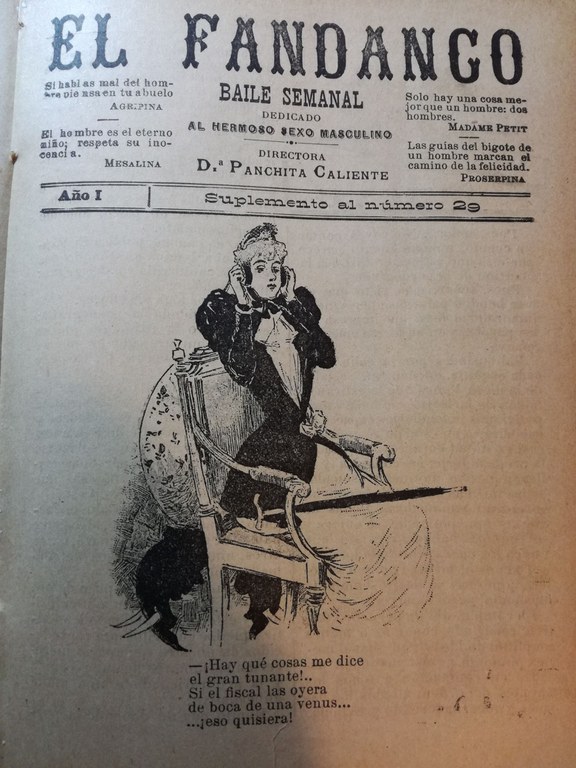 EL FANDANGO
Si habl as mal del hom-
bre pie nsa en tu abuelo
AGRIPINA
El hombre es el eterno
niño; respeta su ino-
cencia.
MESALINA
BAILE SEMANAL
DEDICADO
AL HERMOSO SEXO MASCULINO
DIRECTORA
D.ª PANCHITA CALIENTE
Solo hay una cosa me-
jor que un hombre: dos
hombres.
MADAME PETIT
Las guias del bigote de
un hombre marcan el
camino de la felicidad.
PROSERPINA
Año I
Suplemento al número 29
—¡Hay qué cosas me dice
el gran tunante!..
Si el fiscal las oyera
de boca de una venus...
...¡eso quisiera!